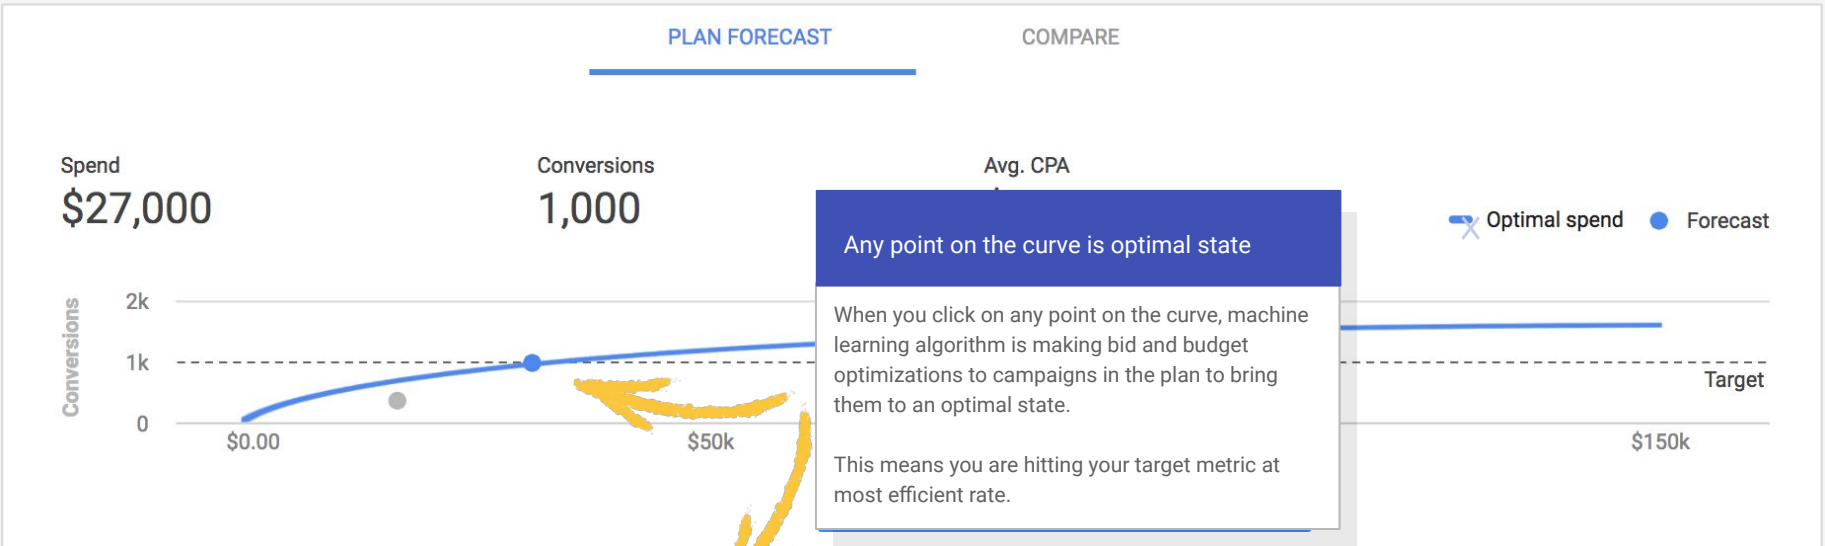 PLAN FORECAST
COMPARE
Spend
$27,000
Conversions
1,000
Avg. CPA
Any point on the curve is optimal state
When you click on any point on the curve, machine
learning algorithm is making bid and budget
optimizations to campaigns in the plan to bring
them to an optimal state.
This means you are hitting your target metric at
most efficient rate.
Optimal spend
Forecast
Conversions
2k
1k
0
Target
$0.00
$50k
$150k